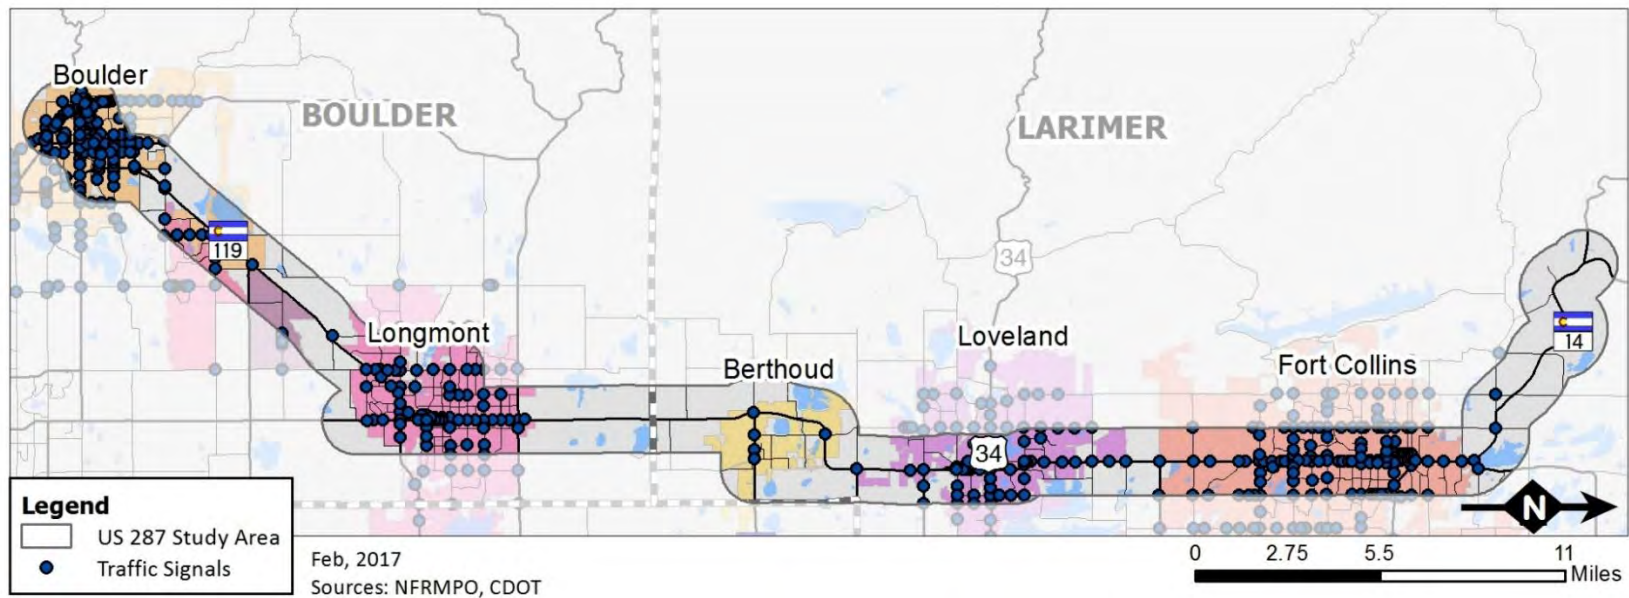 Boulder
BOULDER
LARIMER
119
34
Longmont
Berthoud
Loveland
Fort Collins
14
34
Legend
US 287 Study Area
Traffic Signals
Feb, 2017
Sources: NFRMPO, CDOT
N
0 2.75 5.5 11
Miles